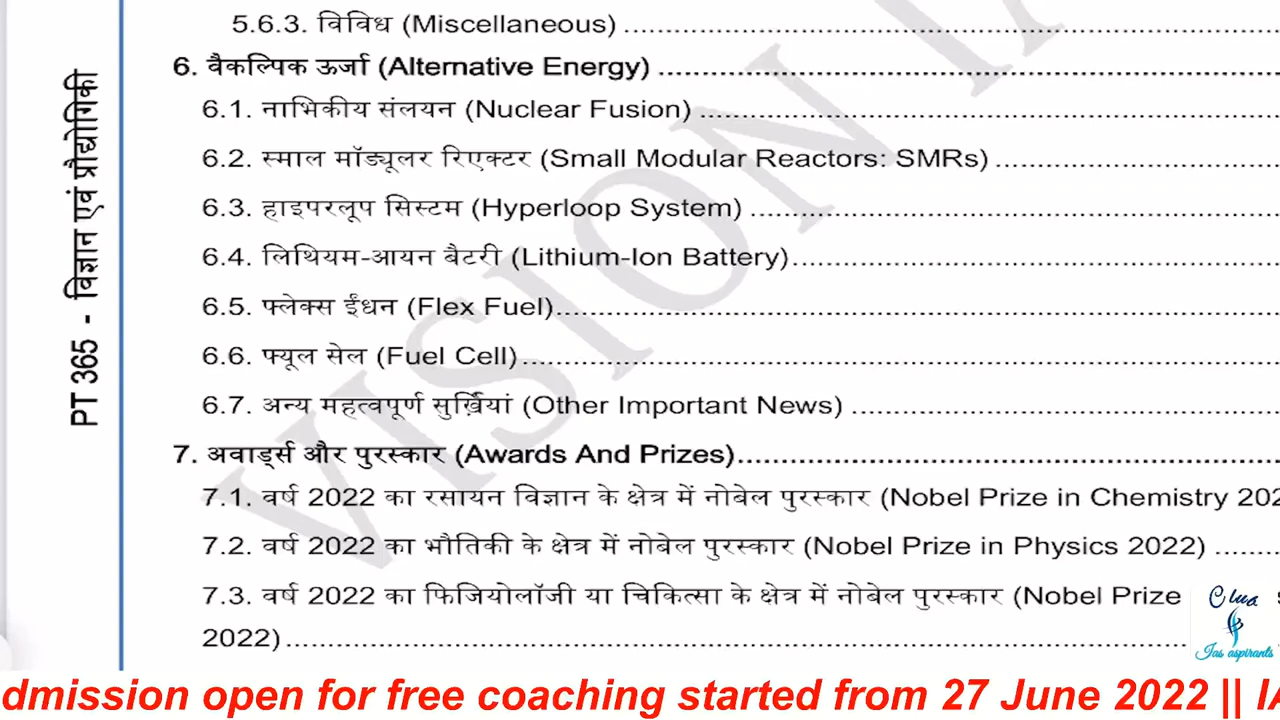 5.6.3. विविध (Miscellaneous) ........................................
6. वैकल्पिक ऊर्जा (Alternative Energy) ........................................
6.1. नाभिकीय संलयन (Nuclear Fusion) ........................................
6.2. स्माल मॉड्यूलर रिएक्टर (Small Modular Reactors: SMRs) ........................................
6.3. हाइपरलूप सिस्टम (Hyperloop System) ........................................
6.4. लिथियम-आयन बैटरी (Lithium-Ion Battery)........................................
6.5. फ्लेक्स ईंधन (Flex Fuel)........................................
6.6. फ्यूल सेल (Fuel Cell)........................................
6.7. अन्य महत्वपूर्ण सुर्ख़ियां (Other Important News) ........................................
7. अवार्ड्स और पुरस्कार (Awards And Prizes)........................................
7.1. वर्ष 2022 का रसायन विज्ञान के क्षेत्र में नोबेल पुरस्कार (Nobel Prize in Chemistry 202
7.2. वर्ष 2022 का भौतिकी के क्षेत्र में नोबेल पुरस्कार (Nobel Prize in Physics 2022) ........
7.3. वर्ष 2022 का फिजियोलॉजी या चिकित्सा के क्षेत्र में नोबेल पुरस्कार (Nobel Prize
2022)........................................
PT 365 - विज्ञान एवं प्रौद्योगिकी
VISION IA
Ias aspirants
dmission open for free coaching started from 27 June 2022 || IA